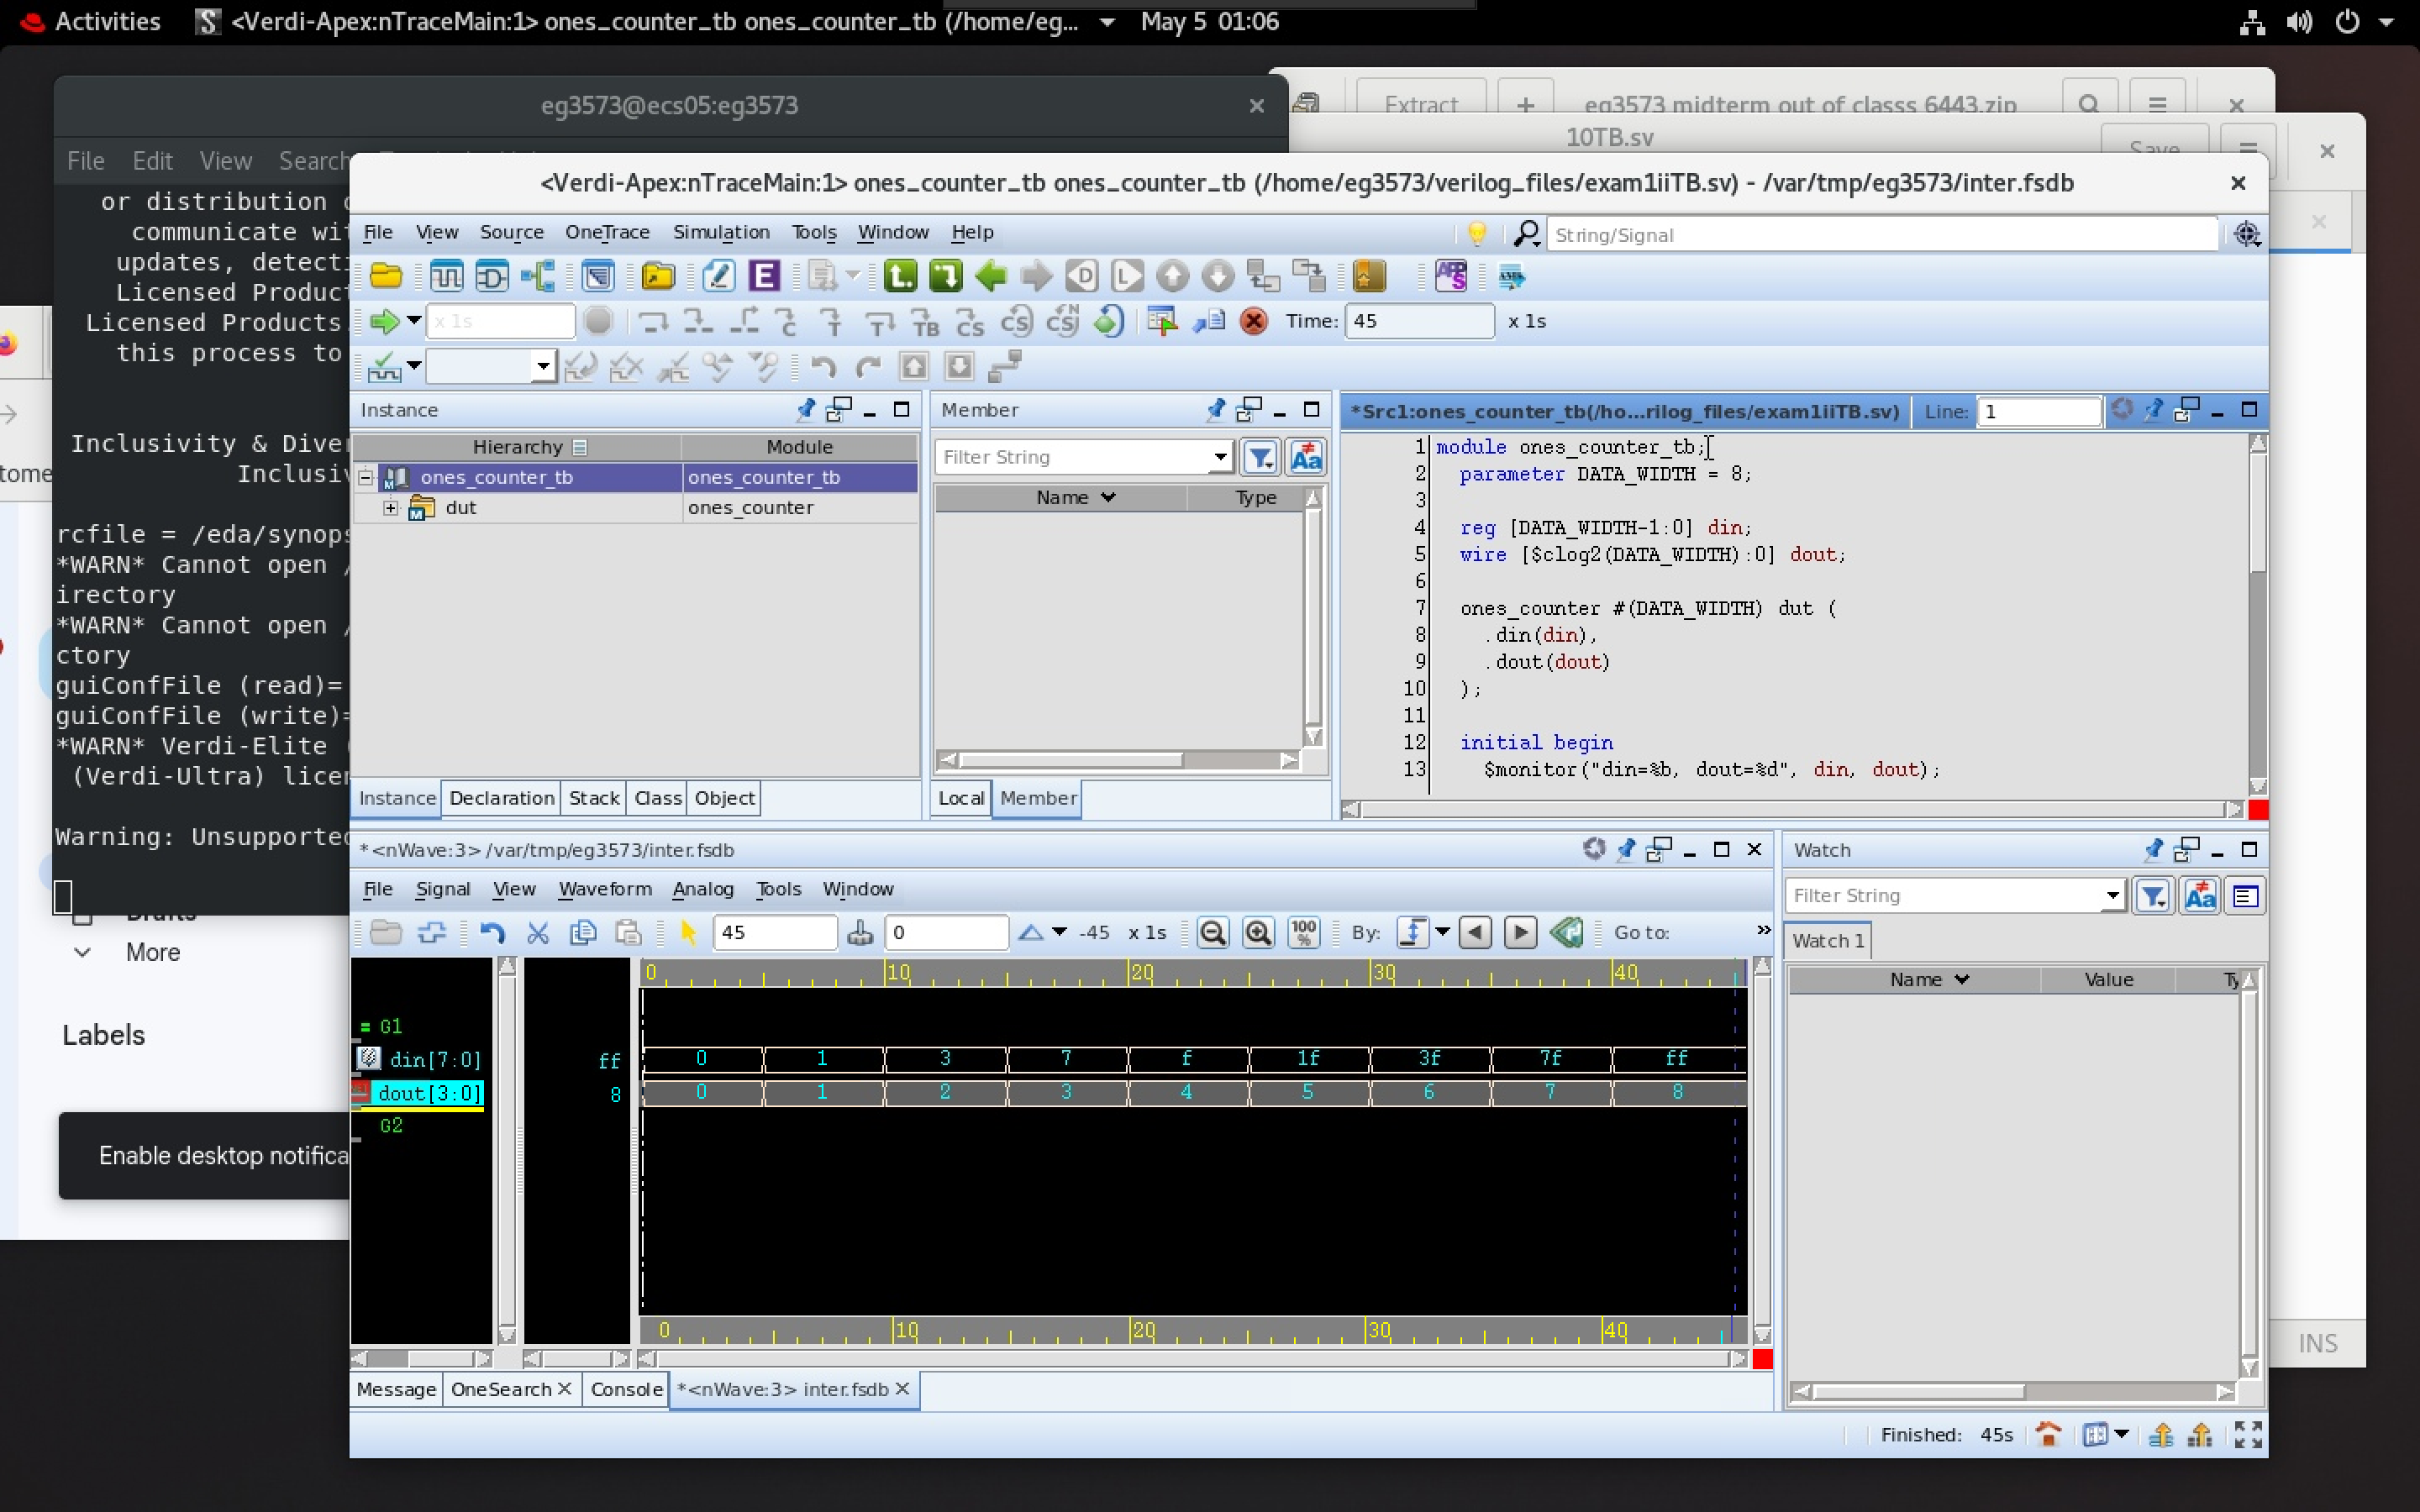 Activities <Verdi-Apex:nTraceMain:1> ones_counter_tb ones_counter_tb (/home/eg... May 5 01:06
eg3573@ecs05:eg3573
Extract
eg3573 midterm out of classs 6443.zip
10TB.sv
Save
File Edit View Search
or distribution
communicate wi
updates, detecti
Licensed Product
Licensed Products
this process to
Inclusivity & Diver
Inclusiv
rcfile = /eda/synops
*WARN* Cannot open /
irectory
*WARN* Cannot open /
ctory
guiConfFile (read)=
guiConfFile (write)=
*WARN* Verdi-Elite
(Verdi-Ultra) licen
Warning: Unsupported
tome
Drafts
More
Labels
Enable desktop notifica
<Verdi-Apex:nTraceMain:1> ones_counter_tb ones_counter_tb (/home/eg3573/verilog_files/exam1iiTB.sv) - /var/tmp/eg3573/inter.fsdb
File View Source OneTrace Simulation Tools Window Help
String/Signal
x 1s
Time: 45 x 1s
Instance
Hierarchy Module
ones_counter_tb ones_counter_tb
dut ones_counter
Instance Declaration Stack Class Object
Member
Filter String
Name Type
Local Member
*Src1:ones_counter_tb(/ho...rilog_files/exam1iiTB.sv) Line: 1
1 module ones_counter_tb;
2 parameter DATA_WIDTH = 8;
3
4 reg [DATA_WIDTH-1:0] din;
5 wire [$clog2(DATA_WIDTH):0] dout;
6
7 ones_counter #(DATA_WIDTH) dut (
8 .din(din),
9 .dout(dout)
10 );
11
12 initial begin
13 $monitor("din=%b, dout=%d", din, dout);
*<nWave:3> /var/tmp/eg3573/inter.fsdb
File Signal View Waveform Analog Tools Window
45 0 -45 x 1s 100% By: Go to: »
0 10 20 30 40
= G1
din[7:0] ff 0 1 3 7 f 1f 3f 7f ff
dout[3:0] 8 0 1 2 3 4 5 6 7 8
G2
0 10 20 30 40
Message OneSearch Console *<nWave:3> inter.fsdb
Watch
Filter String
Watch 1
Name Value Ty
INS
Finished: 45s